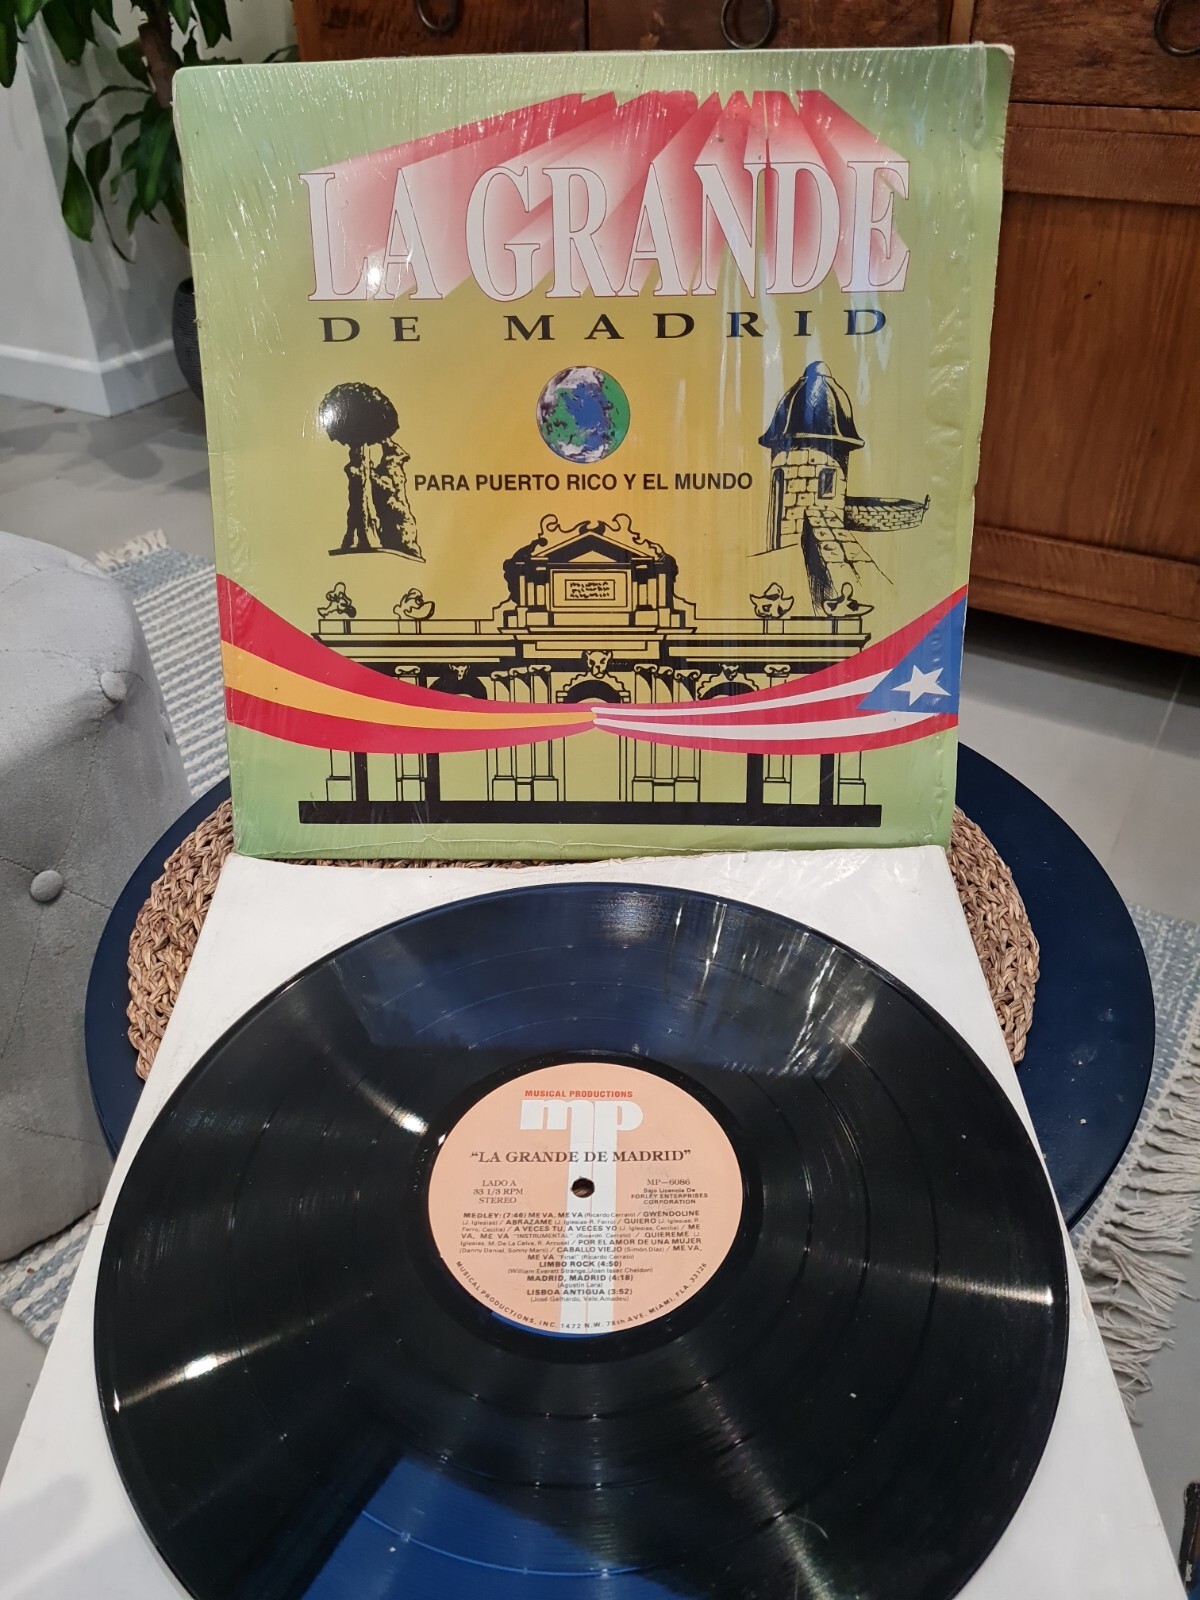 LA GRANDE
DE MADRID
PARA PUERTO RICO Y EL MUNDO
MUSICAL PRODUCTIONS
mp
"LA GRANDE DE MADRID"
LADO A
33 1/3 RPM
STEREO
MP-6086
Bajo Licencia De
FORLEY ENTERPRISES
CORPORATION
MEDLEY: (7:46) ME VA, ME VA (Ricardo Cerrato) / GWENDOLINE
(J. Iglesias) / ABRAZAME (J. Iglesias-R. Ferro) / QUIERO (J. Iglesias, R.
Ferro, Cecilia) / A VECES TU, A VECES YO (J. Iglesias, Cecilia) / ME
VA, ME VA "INSTRUMENTAL" (Ricardo Cerrato) / QUIEREME (J.
Iglesias, M. De La Calva, R. Arcusa) / POR EL AMOR DE UNA MUJER
(Danny Daniel, Sonny Marti) / CABALLO VIEJO (Simón Díaz) / ME VA,
ME VA "Final" (Ricardo Cerrato)
LIMBO ROCK (4:50)
(William Everett Strange, Joan Issac Cheldon)
MADRID, MADRID (4:18)
(Agustin Lara)
LISBOA ANTIGUA (3:52)
(José Galhardo, Vale Amadeu)
MUSICAL PRODUCTIONS, INC. 1472 N.W. 78th AVE. MIAMI, FLA. 33126